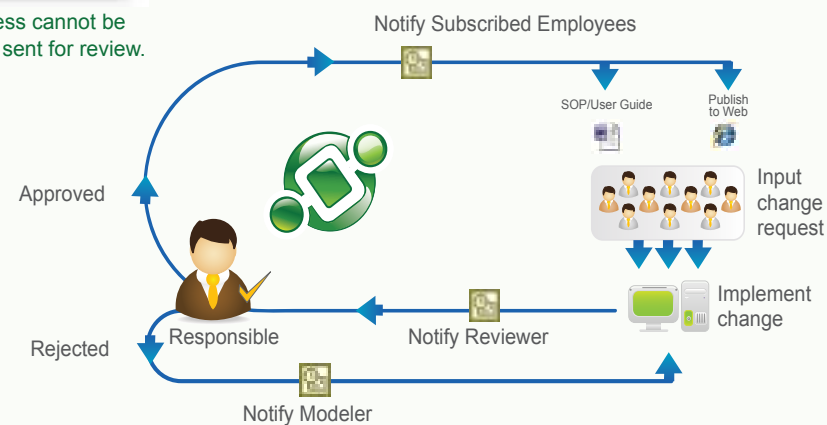 ess cannot be
sent for review.
Notify Subscribed Employees
SOP/User Guide
Publish
to Web
Approved
Input
change
request
Responsible
Notify Reviewer
Implement
change
Rejected
Notify Modeler